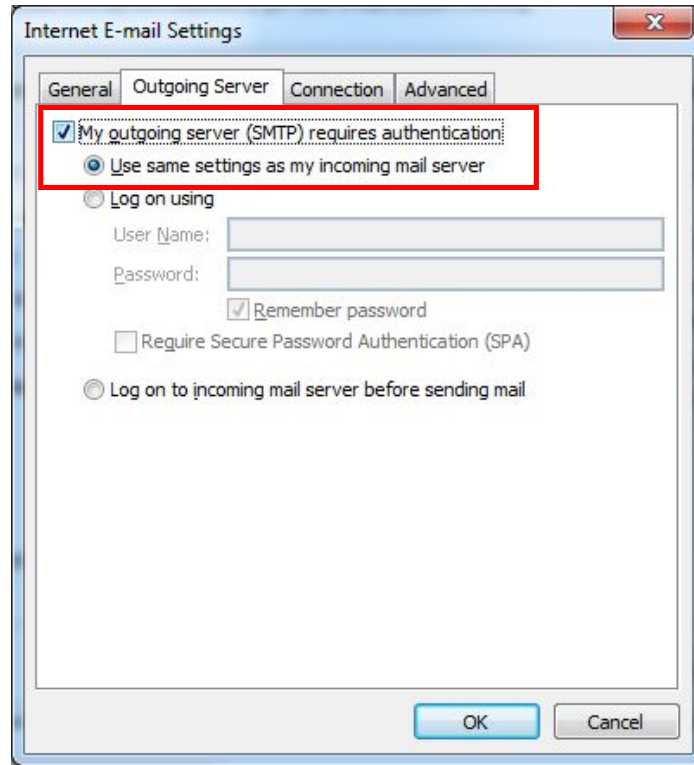 Internet E-mail Settings
General Outgoing Server Connection Advanced
My outgoing server (SMTP) requires authentication
Use same settings as my incoming mail server
Log on using
User Name:
Password:
Remember password
Require Secure Password Authentication (SPA)
Log on to incoming mail server before sending mail
OK Cancel